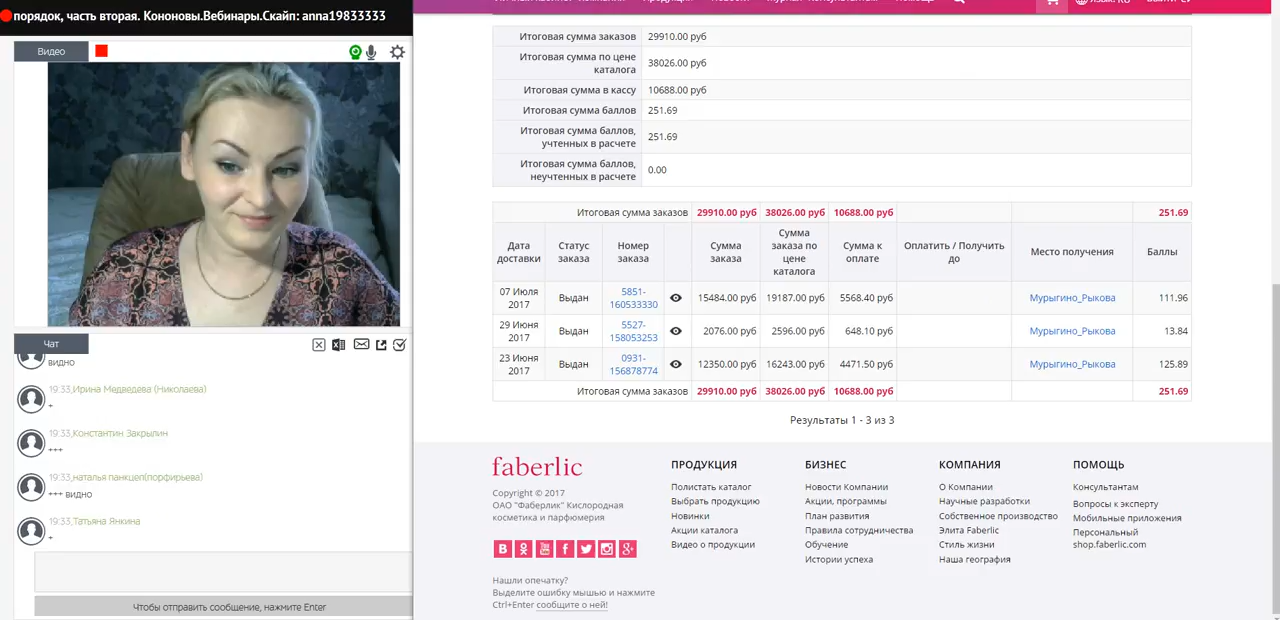 порядок, часть вторая. Кононовы.Вебинары.Скайп: anna19833333
Видео
Чат
видно
19:33,Ирина Медведева (Николаева)
+
19:33,Константин Закрылин
+++
19:33,наталья панкцеп(порфирьева)
+++ видно
19:33,Татьяна Янкина
+
Чтобы отправить сообщение, нажмите Enter
Итоговая сумма заказов 29910.00 руб
Итоговая сумма по цене каталога 38026.00 руб
Итоговая сумма в кассу 10688.00 руб
Итоговая сумма баллов 251.69
Итоговая сумма баллов, учтенных в расчете 251.69
Итоговая сумма баллов, неучтенных в расчете 0.00
Итоговая сумма заказов 29910.00 руб 38026.00 руб 10688.00 руб 251.69
Дата доставки Статус заказа Номер заказа Сумма заказа Сумма заказа по цене каталога Сумма к оплате Оплатить / Получить до Место получения Баллы
07 Июля 2017 Выдан 5851-160533330 15484.00 руб 19187.00 руб 5568.40 руб Мурыгино_Рыкова 111.96
29 Июня 2017 Выдан 5527-158053253 2076.00 руб 2596.00 руб 648.10 руб Мурыгино_Рыкова 13.84
23 Июня 2017 Выдан 0931-156878774 12350.00 руб 16243.00 руб 4471.50 руб Мурыгино_Рыкова 125.89
Итоговая сумма заказов 29910.00 руб 38026.00 руб 10688.00 руб 251.69
Результаты 1 - 3 из 3
faberlic
Copyright © 2017
ОАО "Фаберлик" Кислородная
косметика и парфюмерия
Нашли опечатку?
Выделите ошибку мышью и нажмите
Ctrl+Enter сообщите о ней!
ПРОДУКЦИЯ
Полистать каталог
Выбрать продукцию
Новинки
Акции каталога
Видео о продукции
БИЗНЕС
Новости Компании
Акции, программы
План развития
Правила сотрудничества
Обучение
Истории успеха
КОМПАНИЯ
О Компании
Научные разработки
Собственное производство
Элита Faberlic
Стиль жизни
Наша география
ПОМОЩЬ
Консультантам
Вопросы к эксперту
Мобильные приложения
Персональный
shop.faberlic.com